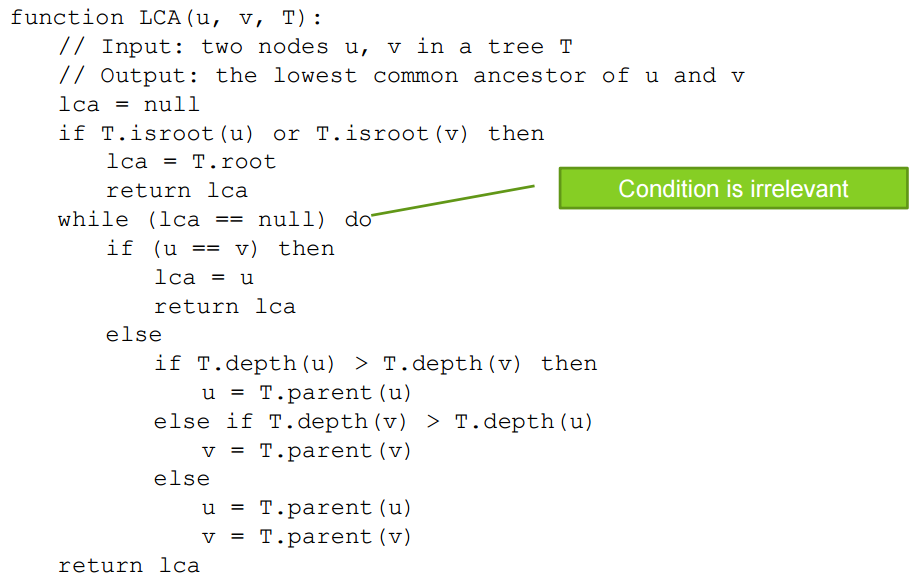 function LCA(u, v, T):
// Input: two nodes u, v in a tree T
// Output: the lowest common ancestor of u and v
lca = null
if T.isroot(u) or T.isroot(v) then
lca = T.root
return lca
while (lca == null) do
Condition is irrelevant
if (u == v) then
lca = u
return lca
else
if T.depth(u) > T.depth(v) then
u = T.parent(u)
else if T.depth(v) > T.depth(u)
v = T.parent(v)
else
u = T.parent(u)
v = T.parent(v)
return lca